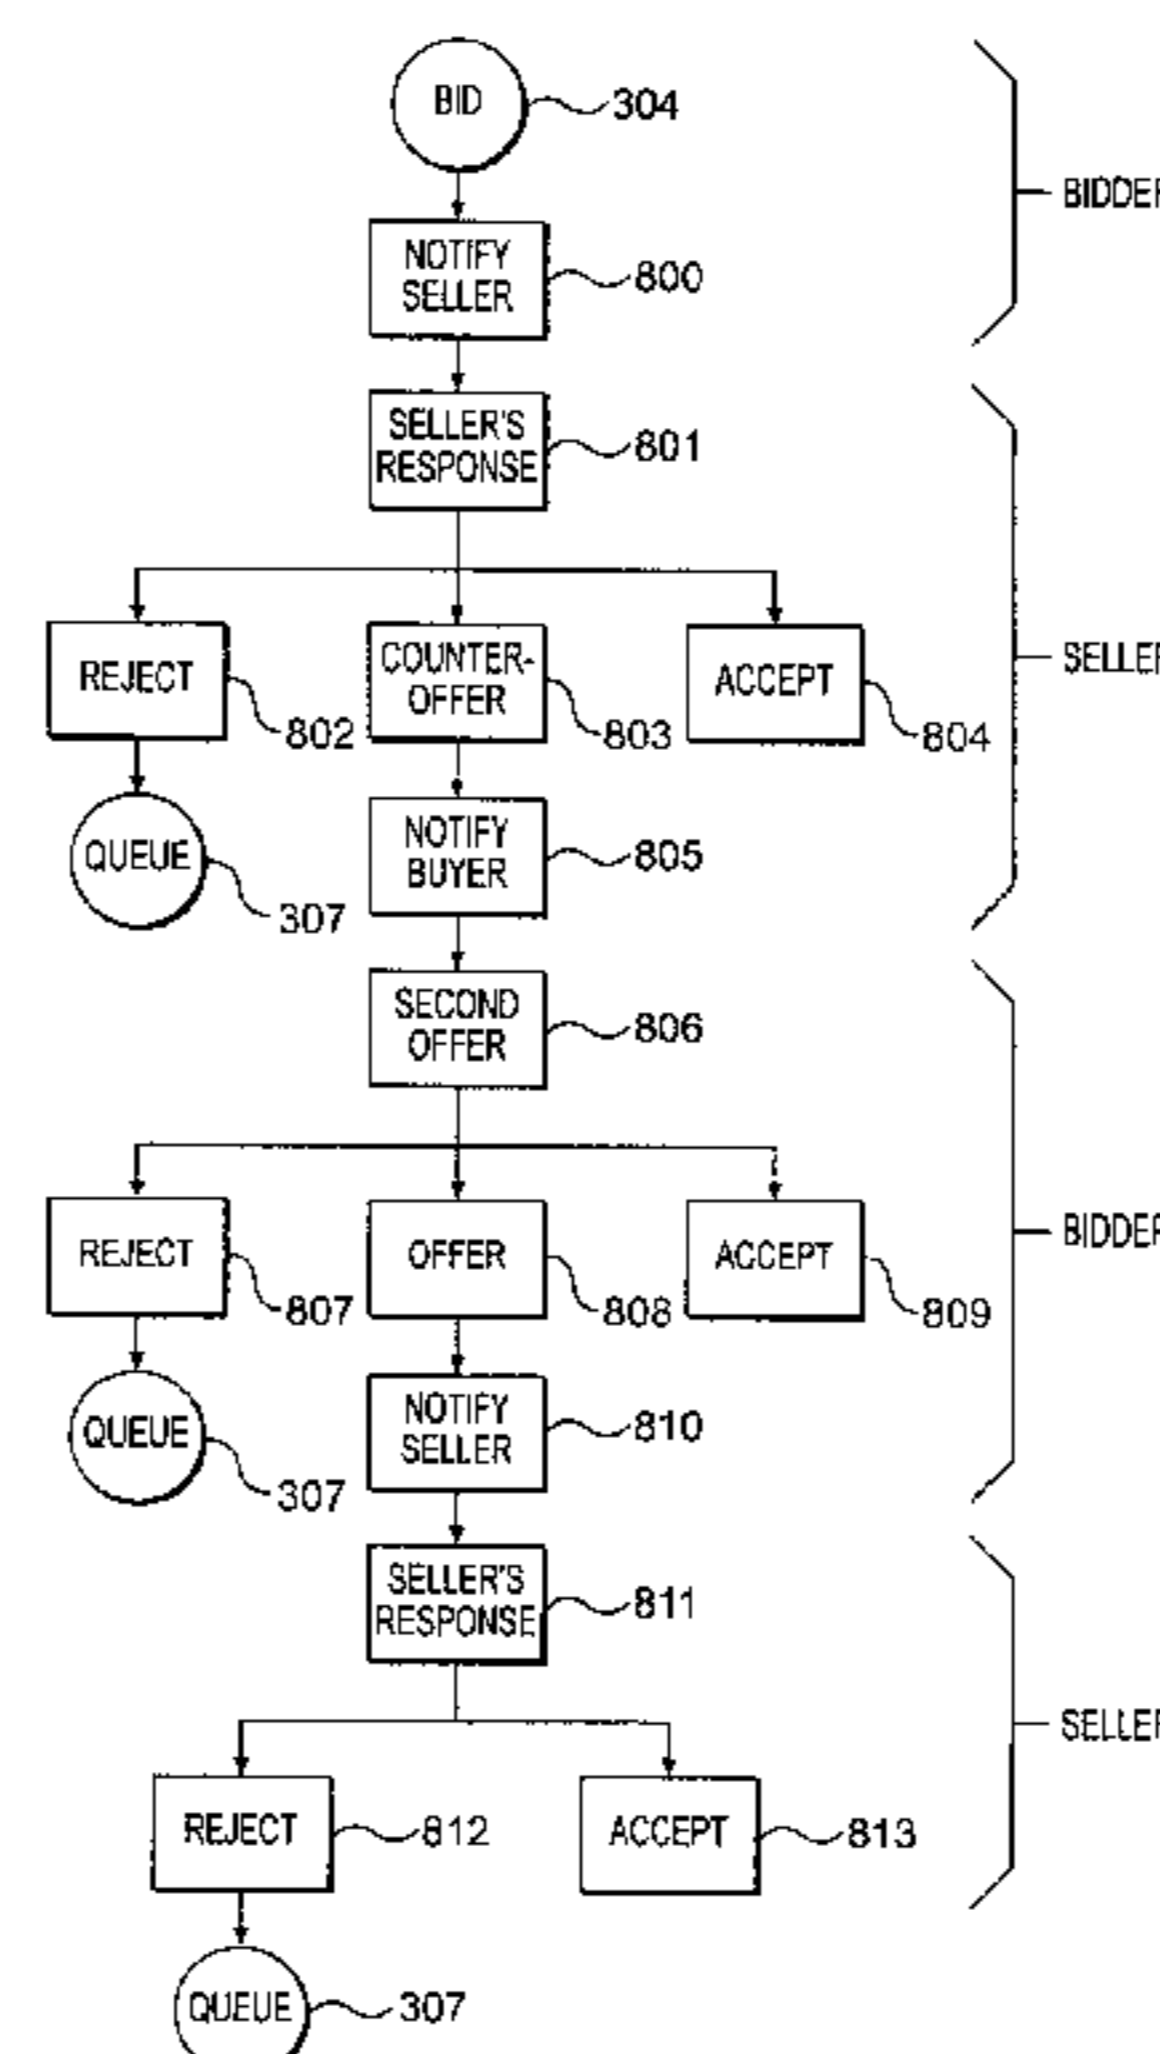 BID
304
BIDDER
NOTIFY
SELLER
800
SELLER'S
RESPONSE
801
REJECT
802
COUNTER-
OFFER
803
ACCEPT
804
SELLER
QUEUE
307
NOTIFY
BUYER
805
SECOND
OFFER
806
REJECT
807
OFFER
808
ACCEPT
809
BIDDER
QUEUE
307
NOTIFY
SELLER
810
SELLER'S
RESPONSE
811
SELLER
REJECT
812
ACCEPT
813
QUEUE
307